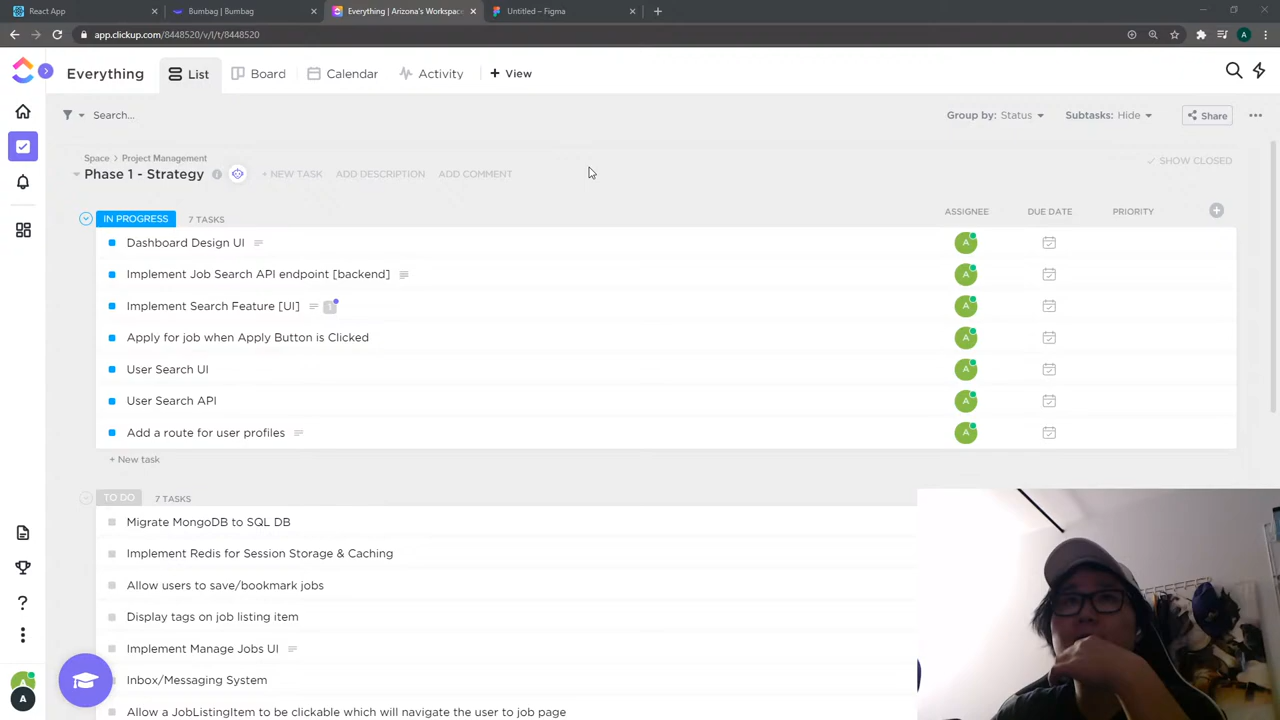 React App
Bumbag | Bumbag
Everything | Arizona's Workspace
Untitled – Figma
app.clickup.com/8448520/v/l/t/8448520
A
Everything
List
Board
Calendar
Activity
+ View
Search...
Group by: Status
Subtasks: Hide
Share
Space > Project Management
SHOW CLOSED
Phase 1 - Strategy
+ NEW TASK
ADD DESCRIPTION
ADD COMMENT
IN PROGRESS
7 TASKS
ASSIGNEE
DUE DATE
PRIORITY
Dashboard Design UI
A
Implement Job Search API endpoint [backend]
A
Implement Search Feature [UI]
1
A
Apply for job when Apply Button is Clicked
A
User Search UI
A
User Search API
A
Add a route for user profiles
A
+ New task
TO DO
7 TASKS
Migrate MongoDB to SQL DB
Implement Redis for Session Storage & Caching
Allow users to save/bookmark jobs
Display tags on job listing item
Implement Manage Jobs UI
Inbox/Messaging System
Allow a JobListingItem to be clickable which will navigate the user to job page
A
A